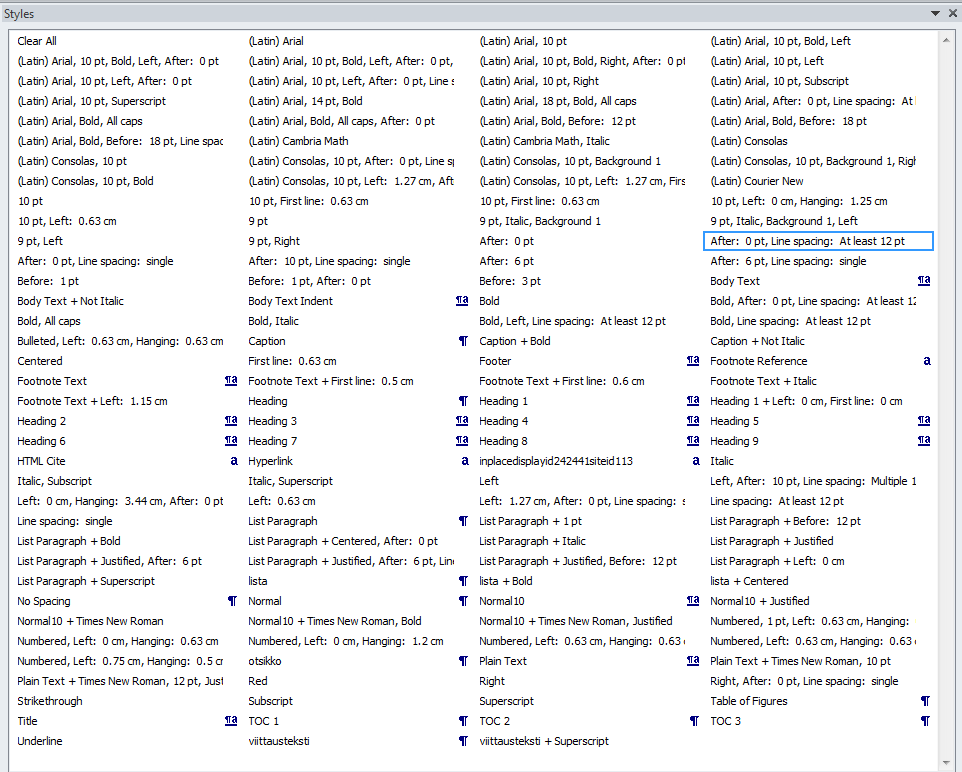 Styles
Clear All (Latin) Arial (Latin) Arial, 10 pt (Latin) Arial, 10 pt, Bold, Left
(Latin) Arial, 10 pt, Bold, Left, After: 0 pt (Latin) Arial, 10 pt, Bold, Left, After: 0 pt, (Latin) Arial, 10 pt, Bold, Right, After: 0 pt (Latin) Arial, 10 pt, Left
(Latin) Arial, 10 pt, Left, After: 0 pt (Latin) Arial, 10 pt, Left, After: 0 pt, Line s (Latin) Arial, 10 pt, Right (Latin) Arial, 10 pt, Subscript
(Latin) Arial, 10 pt, Superscript (Latin) Arial, 14 pt, Bold (Latin) Arial, 18 pt, Bold, All caps (Latin) Arial, After: 0 pt, Line spacing: At l
(Latin) Arial, Bold, All caps (Latin) Arial, Bold, All caps, After: 0 pt (Latin) Arial, Bold, Before: 12 pt (Latin) Arial, Bold, Before: 18 pt
(Latin) Arial, Bold, Before: 18 pt, Line spac (Latin) Cambria Math (Latin) Cambria Math, Italic (Latin) Consolas
(Latin) Consolas, 10 pt (Latin) Consolas, 10 pt, After: 0 pt, Line sp (Latin) Consolas, 10 pt, Background 1 (Latin) Consolas, 10 pt, Background 1, Righ
(Latin) Consolas, 10 pt, Bold (Latin) Consolas, 10 pt, Left: 1.27 cm, Aft (Latin) Consolas, 10 pt, Left: 1.27 cm, Firs (Latin) Courier New
10 pt 10 pt, First line: 0.63 cm 10 pt, First line: 0.63 cm 10 pt, Left: 0 cm, Hanging: 1.25 cm
10 pt, Left: 0.63 cm 9 pt 9 pt, Italic, Background 1 9 pt, Italic, Background 1, Left
9 pt, Left 9 pt, Right After: 0 pt After: 0 pt, Line spacing: At least 12 pt
After: 0 pt, Line spacing: single After: 10 pt, Line spacing: single After: 6 pt After: 6 pt, Line spacing: single
Before: 1 pt Before: 1 pt, After: 0 pt Before: 3 pt Body Text ¶a
Body Text + Not Italic Body Text Indent ¶a Bold Bold, After: 0 pt, Line spacing: At least 12
Bold, All caps Bold, Italic Bold, Left, Line spacing: At least 12 pt Bold, Line spacing: At least 12 pt
Bulleted, Left: 0.63 cm, Hanging: 0.63 cm Caption ¶ Caption + Bold Caption + Not Italic
Centered First line: 0.63 cm Footer ¶a Footnote Reference a
Footnote Text ¶a Footnote Text + First line: 0.5 cm Footnote Text + First line: 0.6 cm Footnote Text + Italic
Footnote Text + Left: 1.15 cm Heading ¶ Heading 1 ¶a Heading 1 + Left: 0 cm, First line: 0 cm
Heading 2 ¶a Heading 3 ¶a Heading 4 ¶a Heading 5 ¶a
Heading 6 ¶a Heading 7 ¶a Heading 8 ¶a Heading 9 ¶a
HTML Cite a Hyperlink a inplacedisplayid242441siteid113 a Italic
Italic, Subscript Italic, Superscript Left Left, After: 10 pt, Line spacing: Multiple 1
Left: 0 cm, Hanging: 3.44 cm, After: 0 pt Left: 0.63 cm Left: 1.27 cm, After: 0 pt, Line spacing: s Line spacing: At least 12 pt
Line spacing: single List Paragraph ¶ List Paragraph + 1 pt List Paragraph + Before: 12 pt
List Paragraph + Bold List Paragraph + Centered, After: 0 pt List Paragraph + Italic List Paragraph + Justified
List Paragraph + Justified, After: 6 pt List Paragraph + Justified, After: 6 pt, Line List Paragraph + Justified, Before: 12 pt List Paragraph + Left: 0 cm
List Paragraph + Superscript lista ¶ lista + Bold lista + Centered
No Spacing ¶ Normal ¶ Normal10 ¶a Normal10 + Justified
Normal10 + Times New Roman Normal10 + Times New Roman, Bold Normal10 + Times New Roman, Justified Numbered, 1 pt, Left: 0.63 cm, Hanging:
Numbered, Left: 0 cm, Hanging: 0.63 cm Numbered, Left: 0 cm, Hanging: 1.2 cm Numbered, Left: 0.63 cm, Hanging: 0.63 Numbered, Left: 0.63 cm, Hanging: 0.63
Numbered, Left: 0.75 cm, Hanging: 0.5 cm otsikko ¶ Plain Text ¶a Plain Text + Times New Roman, 10 pt
Plain Text + Times New Roman, 12 pt, Just Red Right Right, After: 0 pt, Line spacing: single
Strikethrough Subscript Superscript Table of Figures ¶
Title ¶a TOC 1 ¶ TOC 2 ¶ TOC 3 ¶
Underline viittausteksti ¶ viittausteksti + Superscript